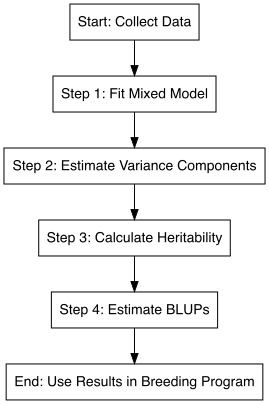 Start: Collect Data
Step 1: Fit Mixed Model
Step 2: Estimate Variance Components
Step 3: Calculate Heritability
Step 4: Estimate BLUPs
End: Use Results in Breeding Program